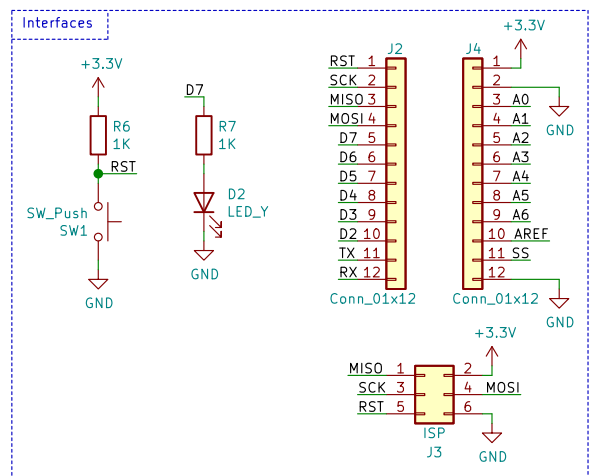 Interfaces
+3.3V
R6
1K
RST
SW_Push
SW1
GND
D7
R7
1K
D2
LED_Y
GND
J2
RST 1
SCK 2
MISO 3
MOSI 4
D7 5
D6 6
D5 7
D4 8
D3 9
D2 10
TX 11
RX 12
Conn_01x12
+3.3V
J4
1
2
GND
3 A0
4 A1
5 A2
6 A3
7 A4
8 A5
9 A6
10 AREF
11 SS
12
Conn_01x12
GND
+3.3V
MISO 1 2
SCK 3 4 MOSI
RST 5 6
ISP
J3
GND